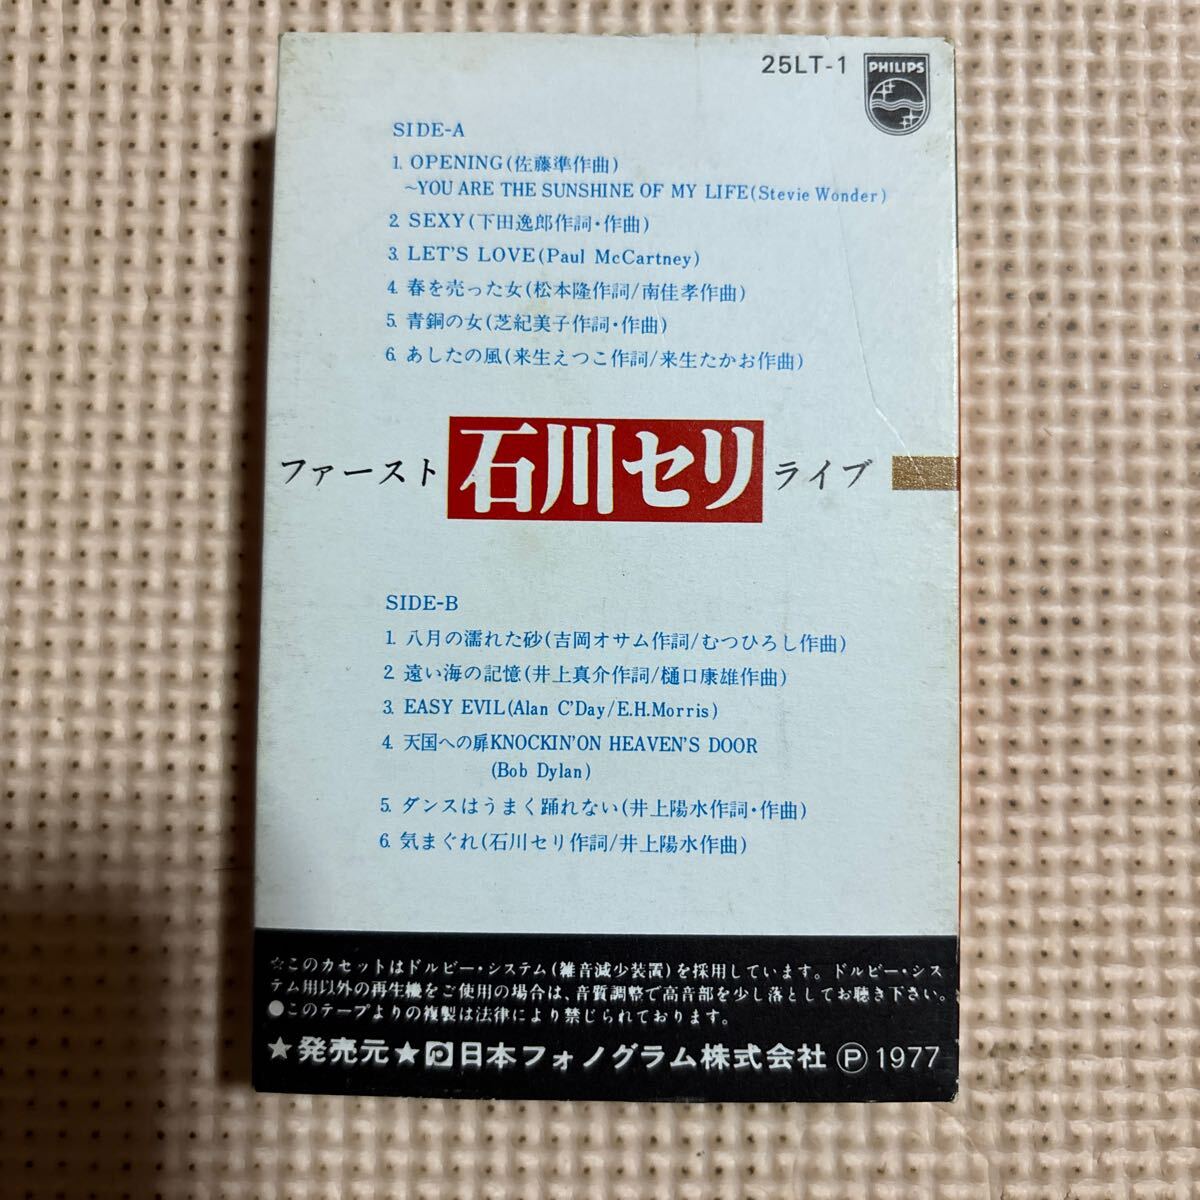 25LT-1
PHILIPS
SIDE-A
1. OPENING(佐藤準作曲)
~YOU ARE THE SUNSHINE OF MY LIFE(Stevie Wonder)
2. SEXY(下田逸郎作詞・作曲)
3. LET'S LOVE(Paul McCartney)
4. 春を売った女(松本隆作詞/南佳孝作曲)
5. 青銅の女(芝紀美子作詞・作曲)
6. あしたの風(来生えつこ作詞/来生たかお作曲)
ファースト 石川セリ ライブ
SIDE-B
1. 八月の濡れた砂(吉岡オサム作詞/むつひろし作曲)
2. 遠い海の記憶(井上真介作詞/樋口康雄作曲)
3. EASY EVIL(Alan C'Day/E.H.Morris)
4. 天国への扉KNOCKIN'ON HEAVEN'S DOOR
(Bob Dylan)
5. ダンスはうまく踊れない(井上陽水作詞・作曲)
6. 気まぐれ(石川セリ作詞/井上陽水作曲)
☆このカセットはドルビー・システム(雑音減少装置)を採用しています。ドルビー・シス
テム用以外の再生機をご使用の場合は、音質調整で高音部を少し落としてお聴き下さい。
●このテープよりの複製は法律により禁じられております。
★発売元★日本フォノグラム株式会社 Ⓟ 1977